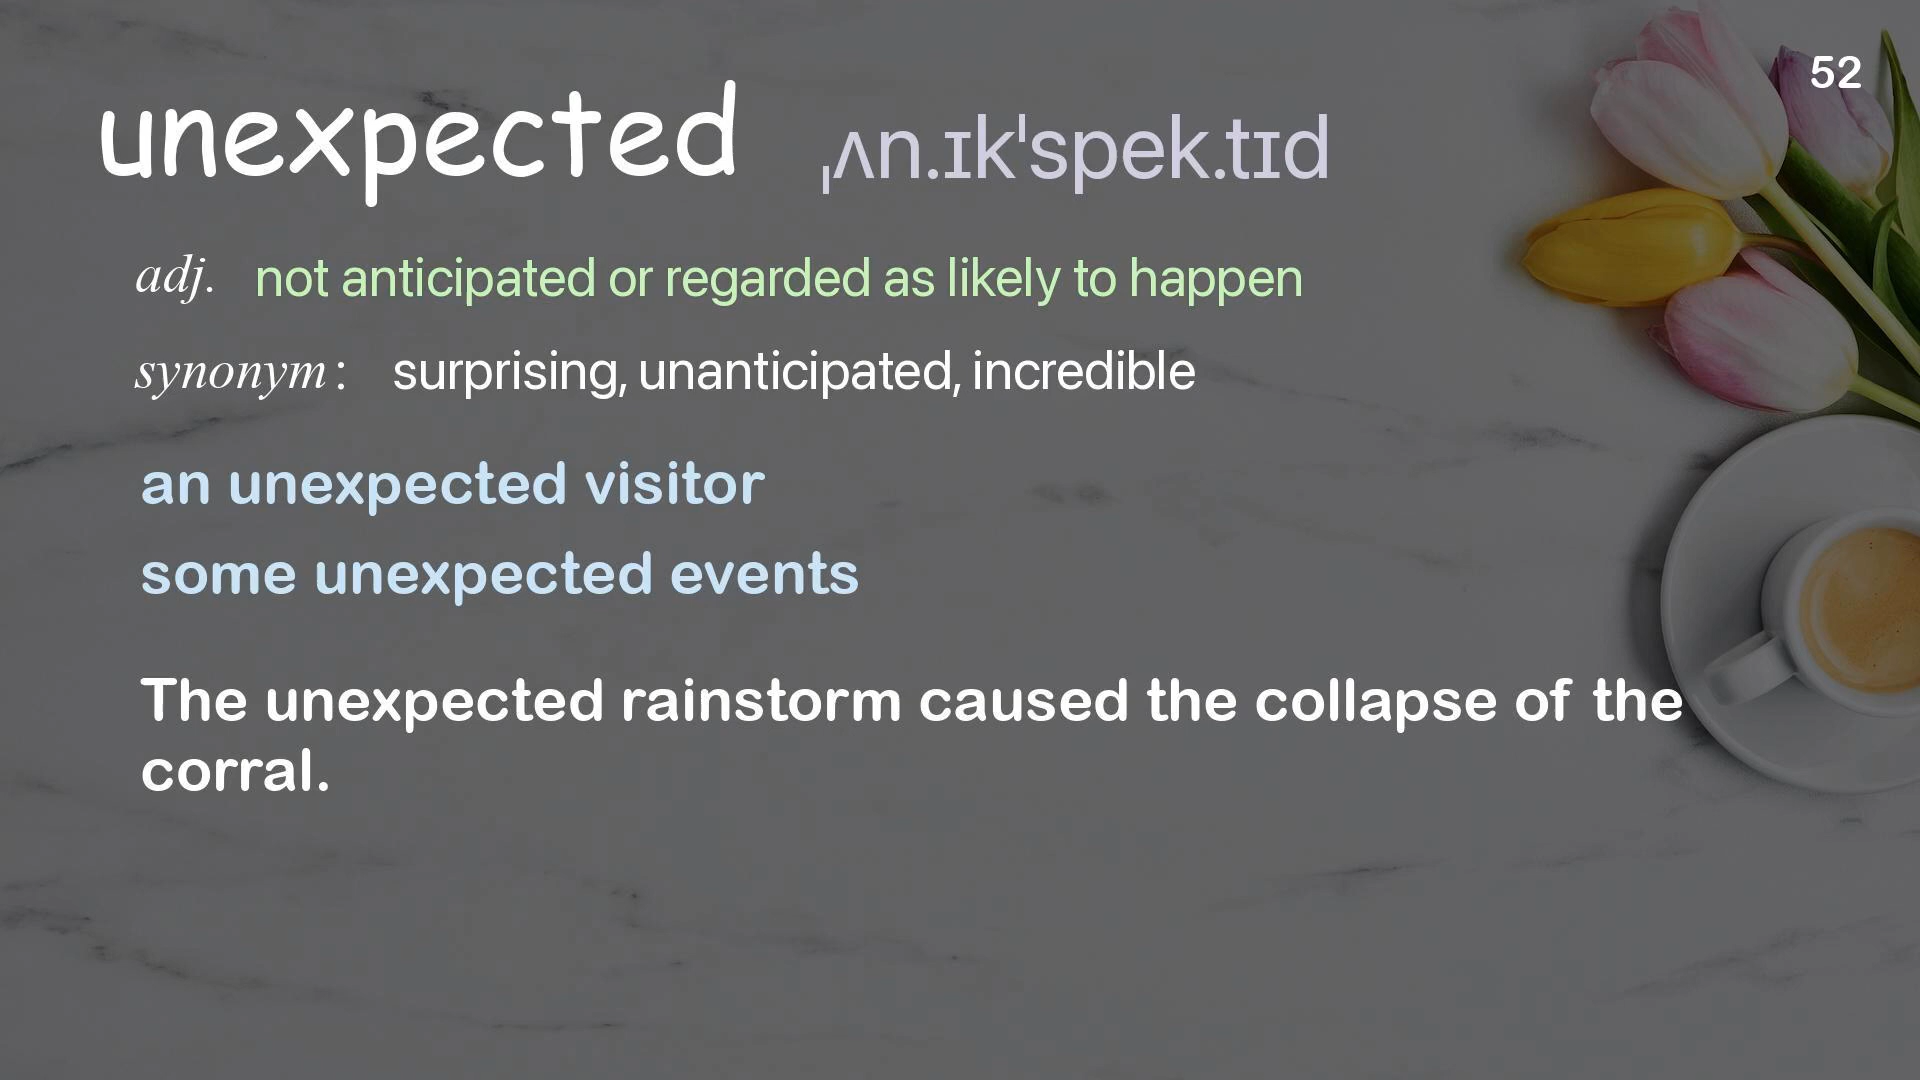 52
unexpected ˌʌn.ɪkˈspek.tɪd
adj. not anticipated or regarded as likely to happen
synonym: surprising, unanticipated, incredible
an unexpected visitor
some unexpected events
The unexpected rainstorm caused the collapse of the
corral.